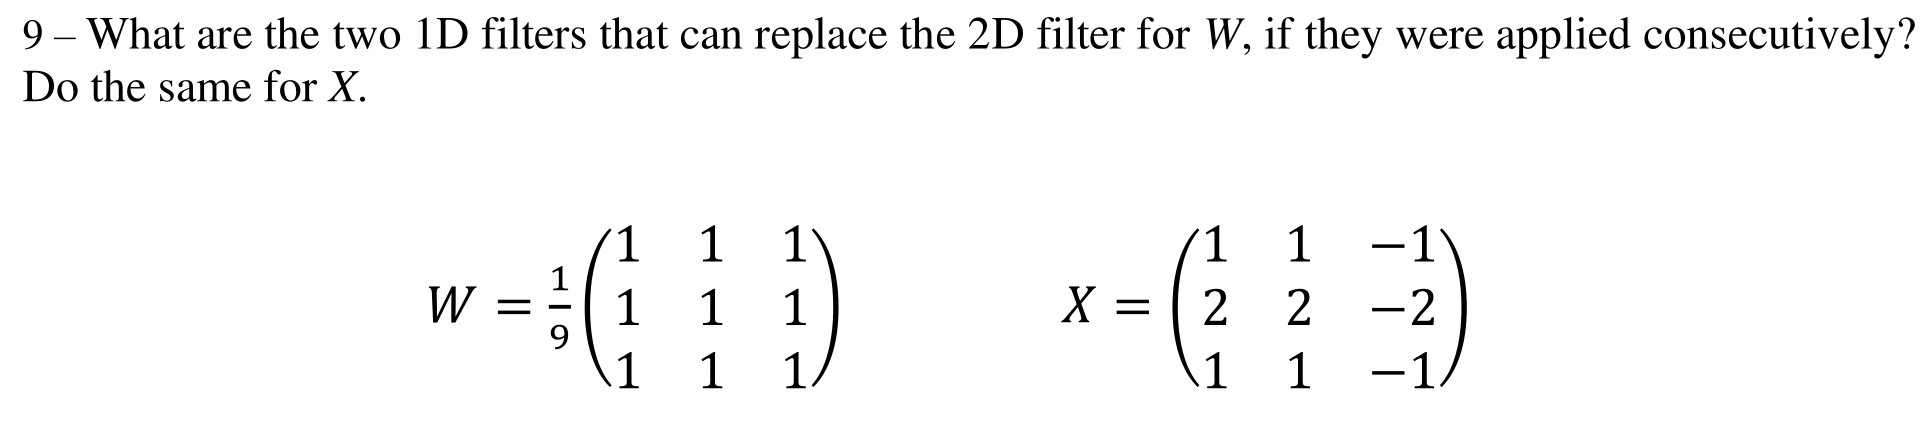 9 – What are the two 1D filters that can replace the 2D filter for W, if they were applied consecutively?
Do the same for X.
W = 1/9 (1 1 1
1 1 1
1 1 1)
X = (1 1 −1
2 2 −2
1 1 −1)